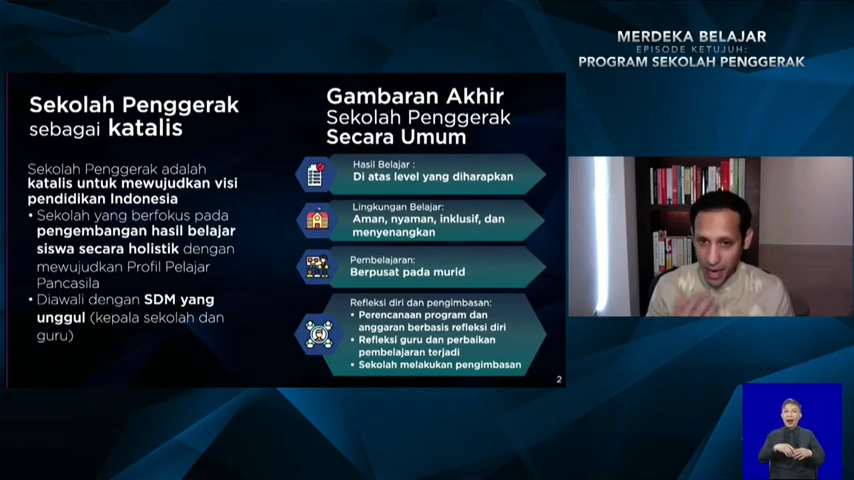 MERDEKA BELAJAR
EPISODE KETUJUH:
PROGRAM SEKOLAH PENGGERAK
Sekolah Penggerak
sebagai katalis
Sekolah Penggerak adalah
katalis untuk mewujudkan visi
pendidikan Indonesia
• Sekolah yang berfokus pada
pengembangan hasil belajar
siswa secara holistik dengan
mewujudkan Profil Pelajar
Pancasila
• Diawali dengan SDM yang
unggul (kepala sekolah dan
guru)
Gambaran Akhir
Sekolah Penggerak
Secara Umum
Hasil Belajar :
Di atas level yang diharapkan
Lingkungan Belajar:
Aman, nyaman, inklusif, dan
menyenangkan
Pembelajaran:
Berpusat pada murid
Refleksi diri dan pengimbasan:
• Perencanaan program dan
anggaran berbasis refleksi diri
• Refleksi guru dan perbaikan
pembelajaran terjadi
• Sekolah melakukan pengimbasan
2